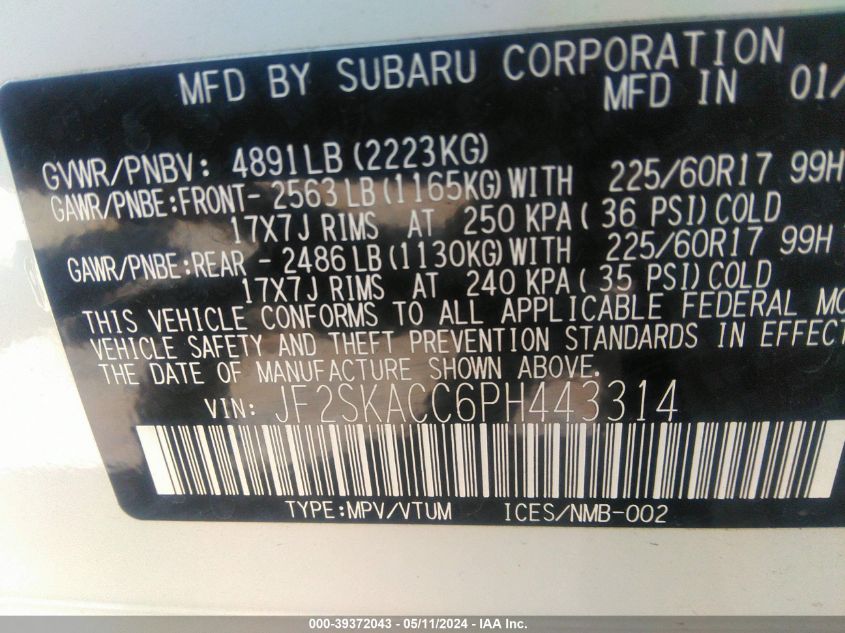 MFD BY SUBARU CORPORATION
MFD IN 01/
GVWR/PNBV: 4891LB (2223KG)
GAWR/PNBE:FRONT- 2563LB (1165KG) WITH 225/60R17 99H
17X7J RIMS AT 250 KPA ( 36 PSI) COLD
GAWR/PNBE:REAR - 2486LB (1130KG) WITH 225/60R17 99H
17X7J RIMS AT 240 KPA ( 35 PSI) COLD
THIS VEHICLE CONFORMS TO ALL APPLICABLE FEDERAL MO
VEHICLE SAFETY AND THEFT PREVENTION STANDARDS IN EFFECT
THE DATE OF MANUFACTURE SHOWN ABOVE.
VIN: JF2SKACC6PH443314
TYPE:MPV/VTUM ICES/NMB-002
000-39372043 - 05/11/2024 - IAA Inc.